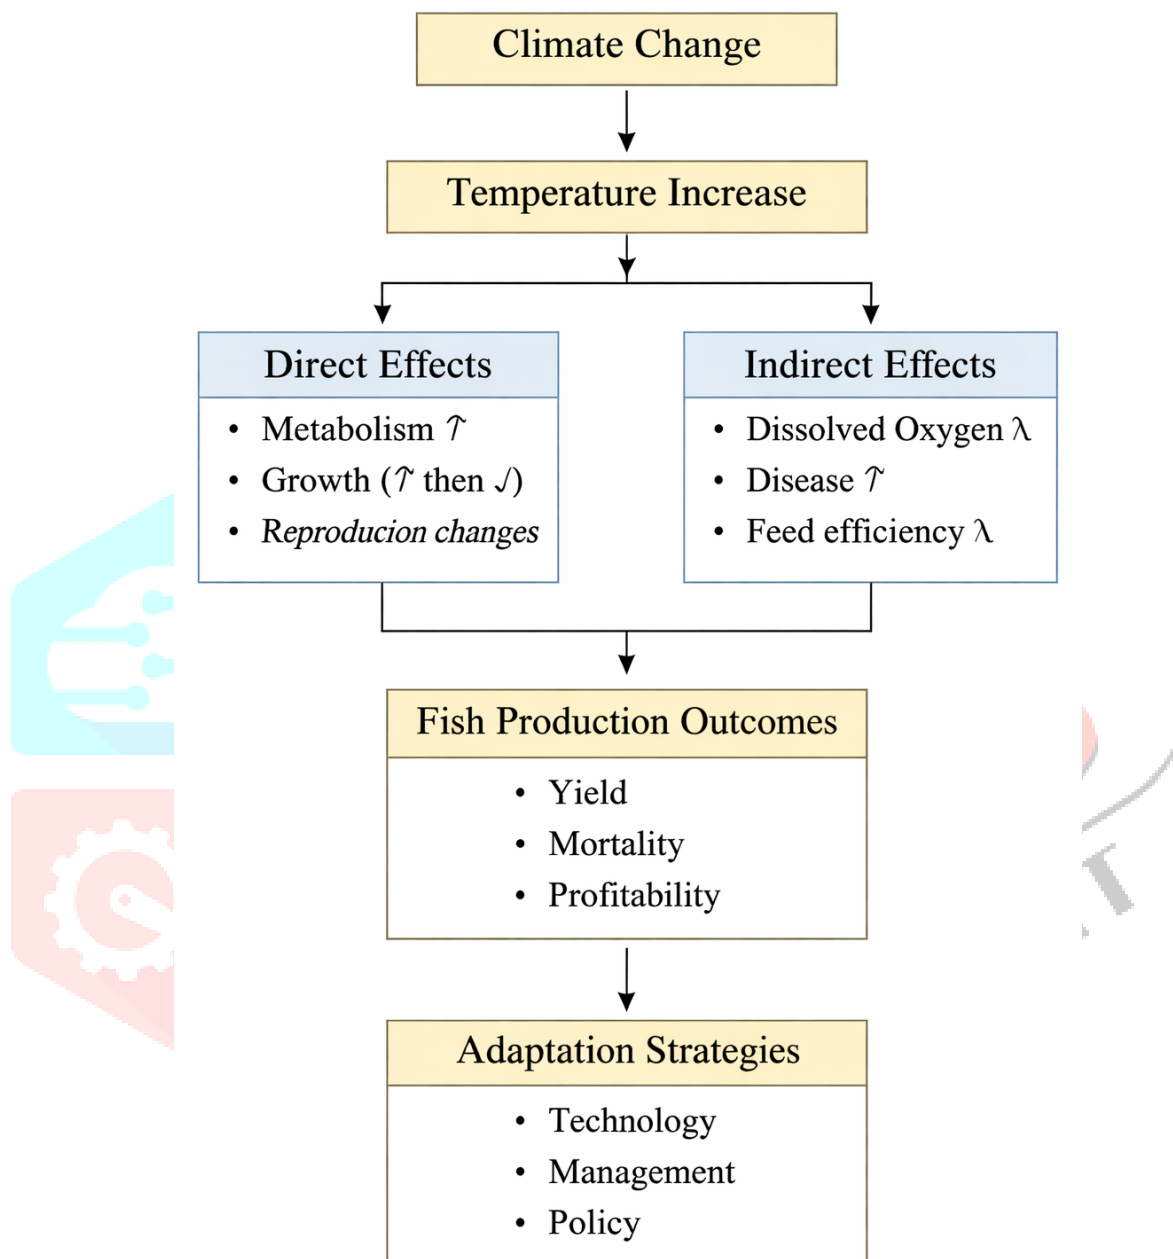 Climate Change
Temperature Increase
Direct Effects
• Metabolism ↑
• Growth (↑ then √)
• Reproducion changes
Indirect Effects
• Dissolved Oxygen λ
• Disease ↑
• Feed efficiency λ
Fish Production Outcomes
• Yield
• Mortality
• Profitability
Adaptation Strategies
• Technology
• Management
• Policy